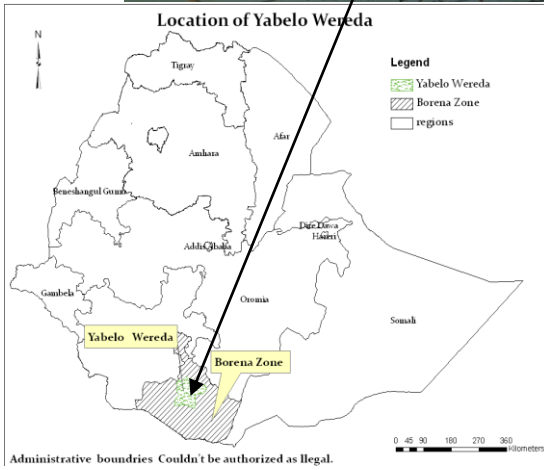 Location of Yabelo Wereda
N
Legend
Yabelo Wereda
Borena Zone
regions
Tigray
Afar
Amhara
Beneshangul Gumu
Dire Dawa
Hareri
Addis Ababa
Gambela
Oromia
Somali
Yabelo Wereda
Borena Zone
0 45 90 180 270 360
Kilometers
Administrative boundries Couldn't be authorized as llegal.